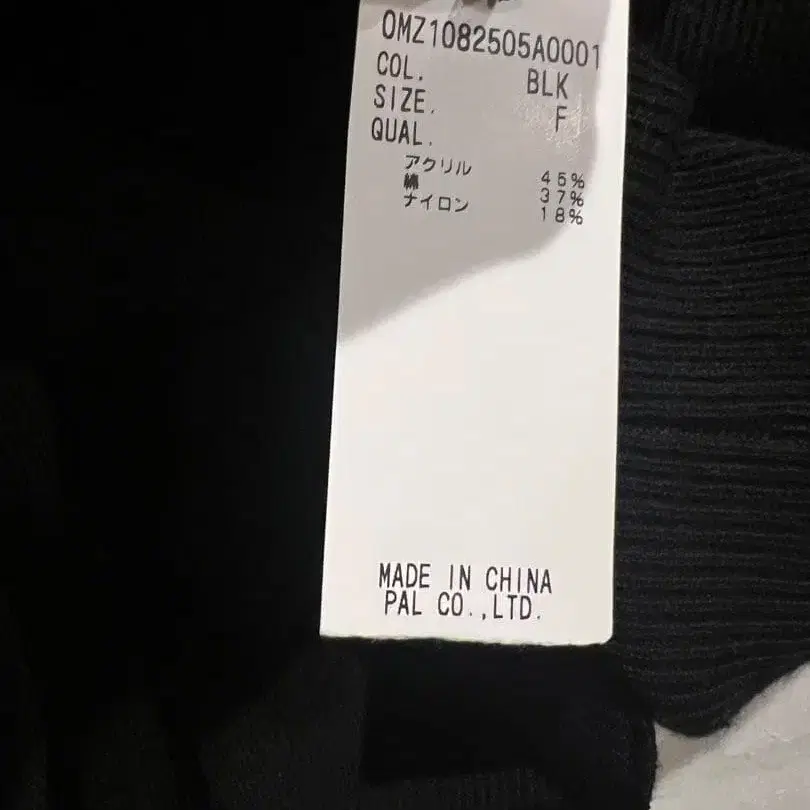 OMZ1082505A0001
COL. BLK
SIZE. F
QUAL.
アクリル 45%
綿 37%
ナイロン 18%
MADE IN CHINA
PAL CO.,LTD.